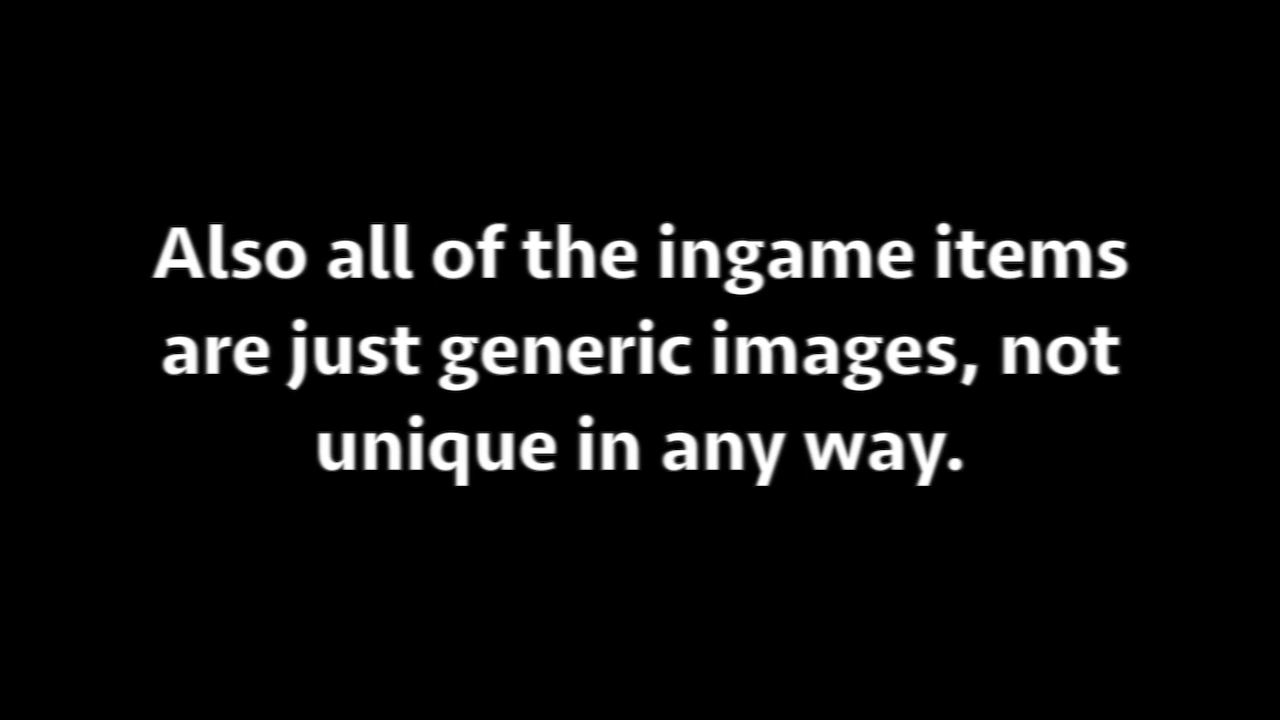 Also all of the ingame items
are just generic images, not
unique in any way.